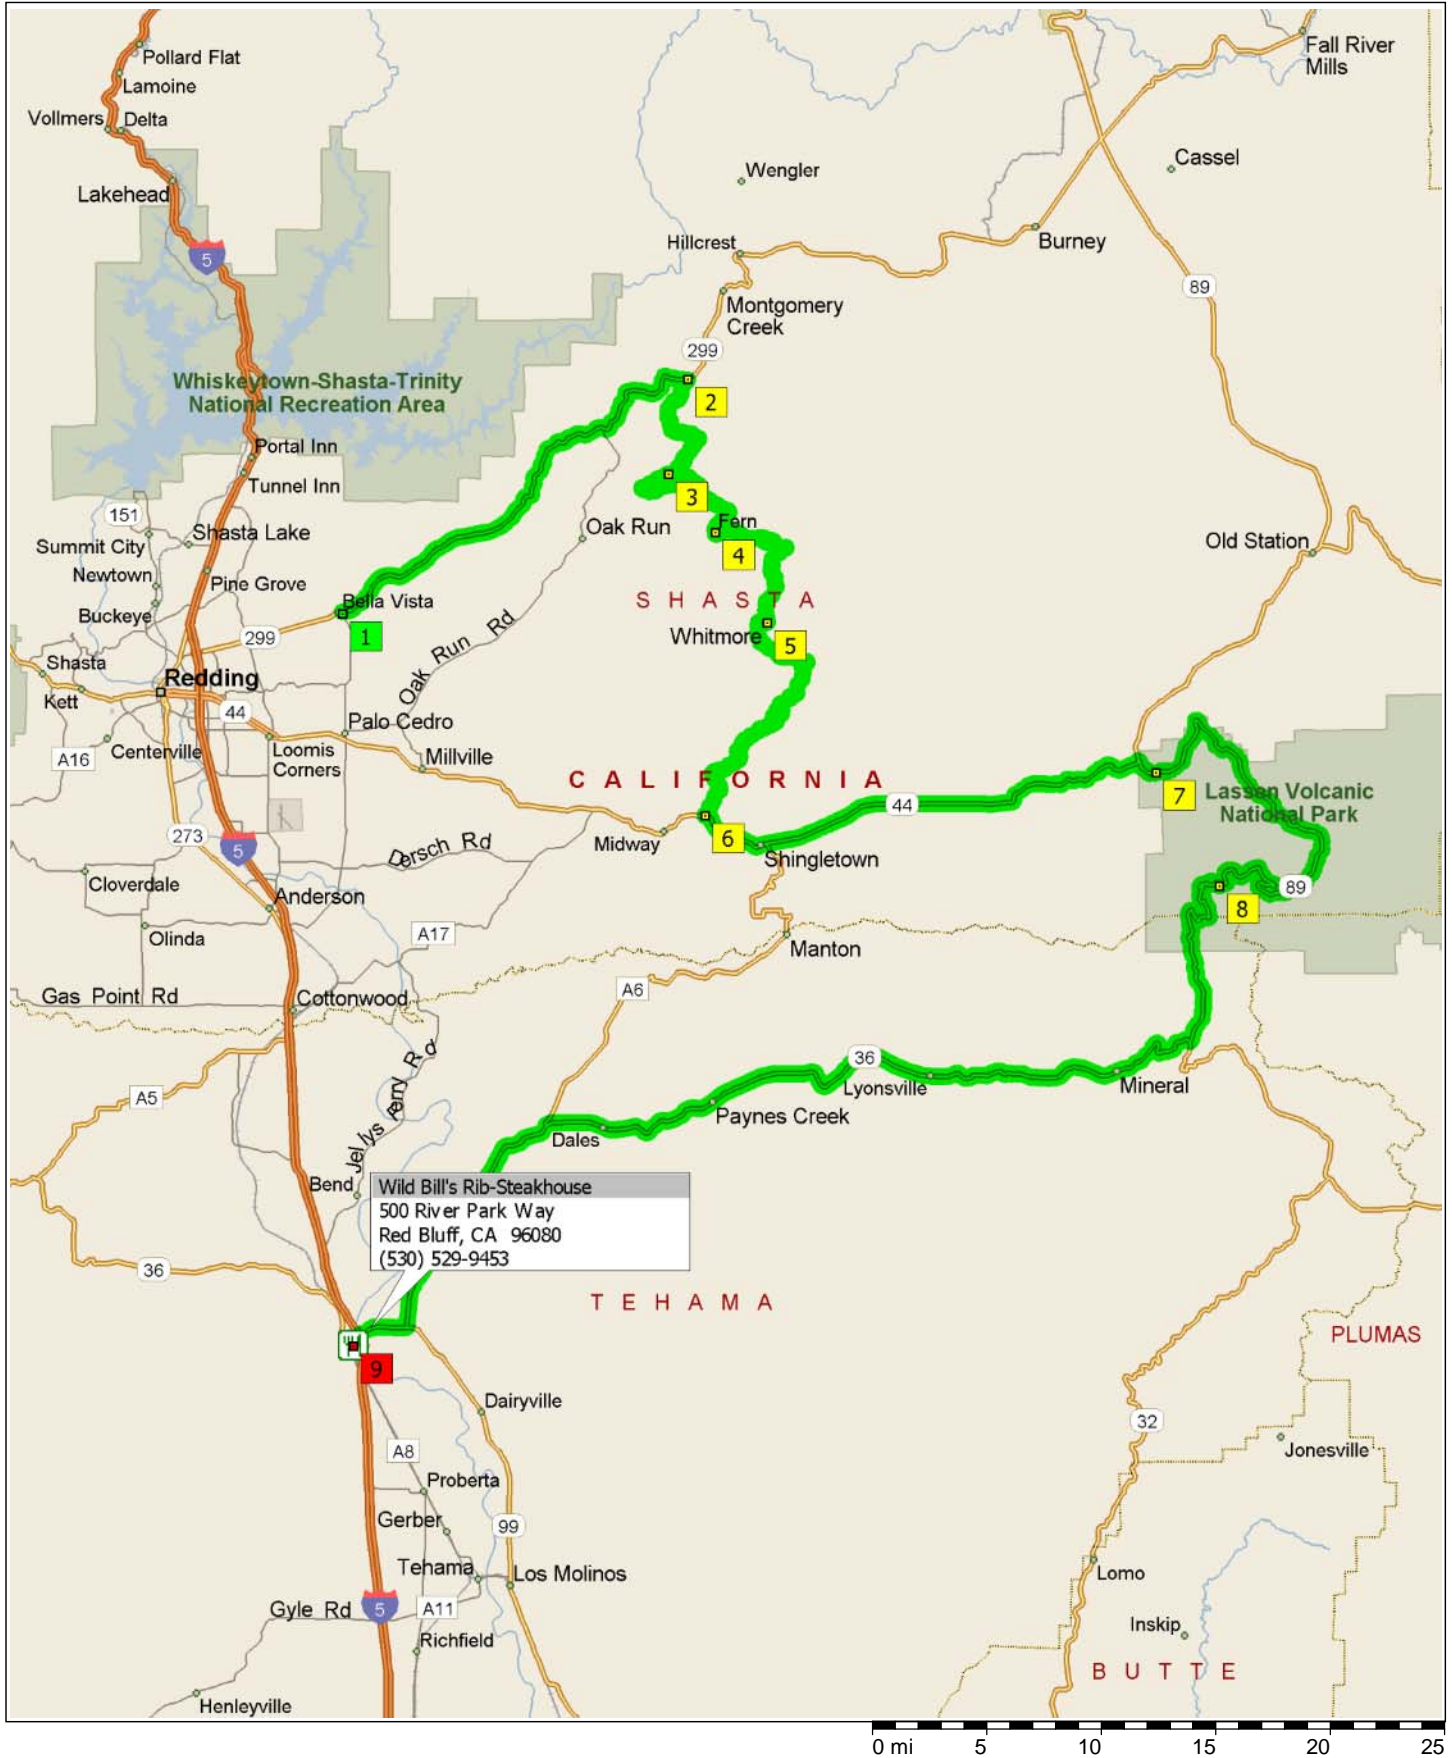 Pollard Flat
Lamoine
Vollmers
Delta
Lakehead
5
Fall River
Mills
Cassel
Wengler
Hillcrest
Burney
89
Montgomery
Creek
299
2
Whiskeytown-Shasta-Trinity
National Recreation Area
Portal Inn
Tunnel Inn
151
Shasta Lake
Summit City
Newtown
Pine Grove
Buckeye
3
Oak Run
Fern
4
Old Station
Bella Vista
1
299
SHASTA
Whitmore
5
Oak Run Rd
Shasta
Kett
Redding
44
Palo Cedro
A16
Centerville
Loomis
Corners
Millville
CALIFORNIA
7
Lassen Volcanic
National Park
44
273
5
Dersch Rd
Midway
6
Shingletown
Cloverdale
Anderson
89
8
Olinda
A17
Manton
Gas Point Rd
Cottonwood
A6
Jellys Ferry Rd
A5
36
Lyonsville
Mineral
Paynes Creek
Dales
Bend
Wild Bill's Rib-Steakhouse
500 River Park Way
Red Bluff, CA 96080
(530) 529-9453
36
TEHAMA
PLUMAS
9
Dairyville
32
A8
Jonesville
Proberta
Gerber
99
Tehama
Los Molinos
Lomo
Gyle Rd
5
A11
Richfield
Inskip
BUTTE
Henleyville
0 mi 5 10 15 20 25